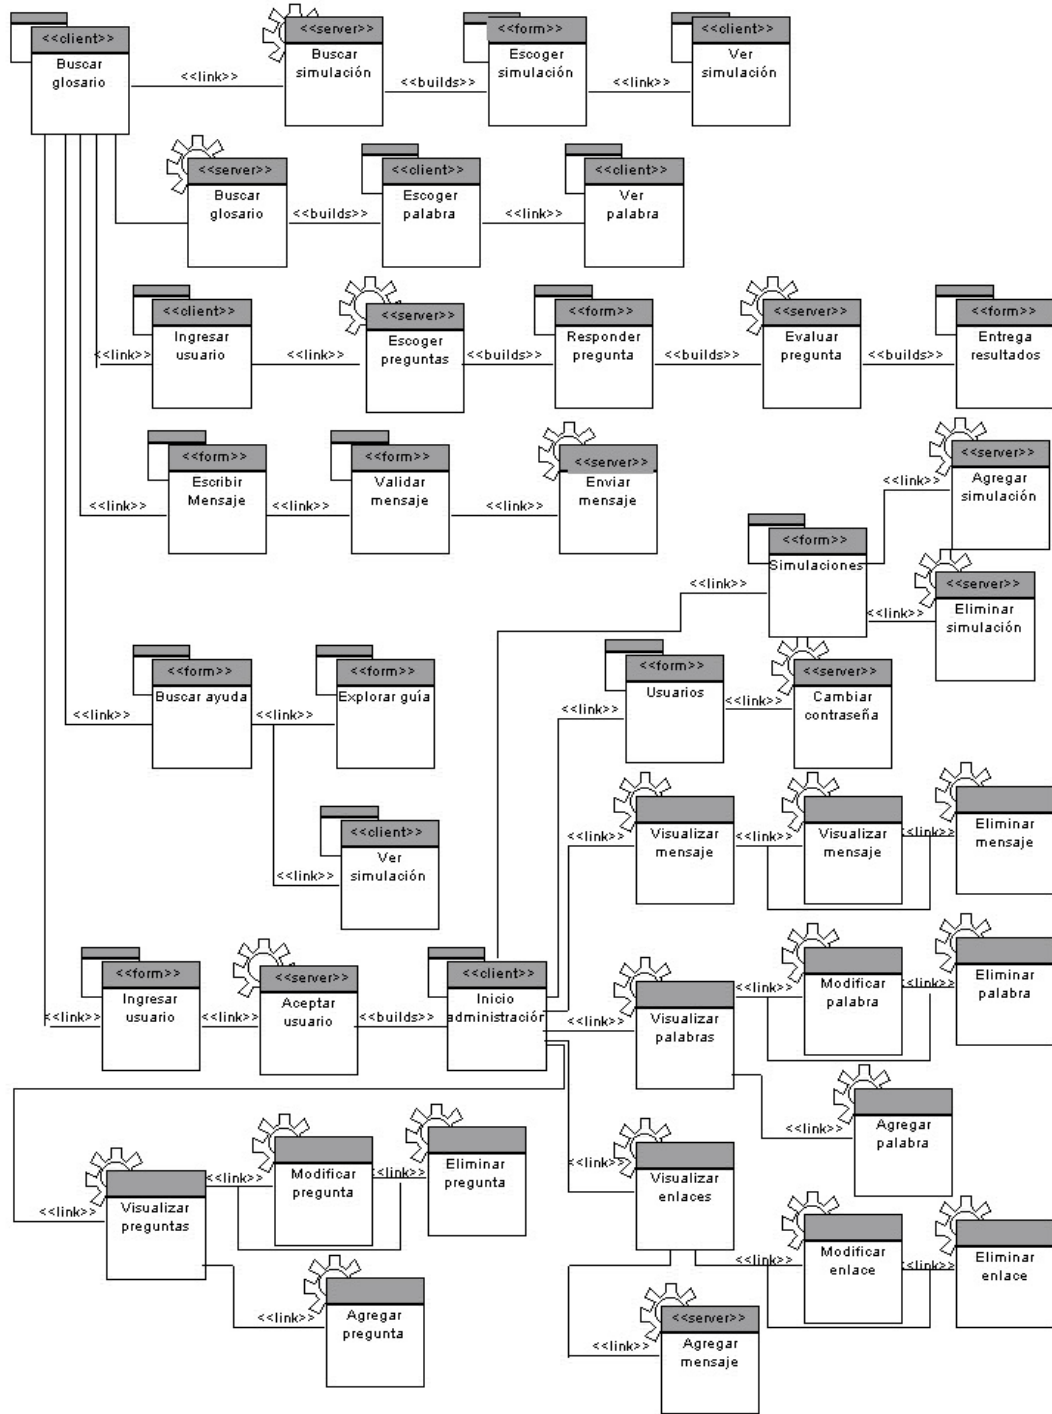 <<client>>
Buscar
glosario
<<link>>
<<server>>
Buscar
simulación
<<builds>>
<<form>>
Escoger
simulación
<<link>>
<<client>>
Ver
simulación
<<server>>
Buscar
glosario
<<builds>>
<<client>>
Escoger
palabra
<<link>>
<<client>>
Ver
palabra
<<link>>
<<client>>
Ingresar
usuario
<<link>>
<<server>>
Escoger
preguntas
<<builds>>
<<form>>
Responder
pregunta
<<builds>>
<<server>>
Evaluar
pregunta
<<builds>>
<<form>>
Entrega
resultados
<<link>>
<<form>>
Escribir
Mensaje
<<link>>
<<form>>
Validar
mensaje
<<link>>
<<server>>
Enviar
mensaje
<<link>>
<<form>>
Simulaciones
<<link>>
<<server>>
Agregar
simulación
<<link>>
<<server>>
Eliminar
simulación
<<link>>
<<form>>
Buscar ayuda
<<link>>
<<form>>
Explorar guía
<<link>>
<<form>>
Usuarios
<<link>>
<<server>>
Cambiar
contraseña
<<link>>
<<client>>
Ver
simulación
<<link>>
Visualizar
mensaje
<<link>>
Visualizar
mensaje
<<link>>
Eliminar
mensaje
<<link>>
<<form>>
Ingresar
usuario
<<link>>
<<server>>
Aceptar
usuario
<<builds>>
<<client>>
Inicio
administración
<<link>>
Visualizar
palabras
<<link>>
Modificar
palabra
<<link>>
Eliminar
palabra
<<link>>
Agregar
palabra
<<link>>
Visualizar
preguntas
<<link>>
Modificar
pregunta
<<link>>
Eliminar
pregunta
<<link>>
Agregar
pregunta
<<link>>
Visualizar
enlaces
<<link>>
Modificar
enlace
<<link>>
Eliminar
enlace
<<link>>
<<server>>
Agregar
mensaje